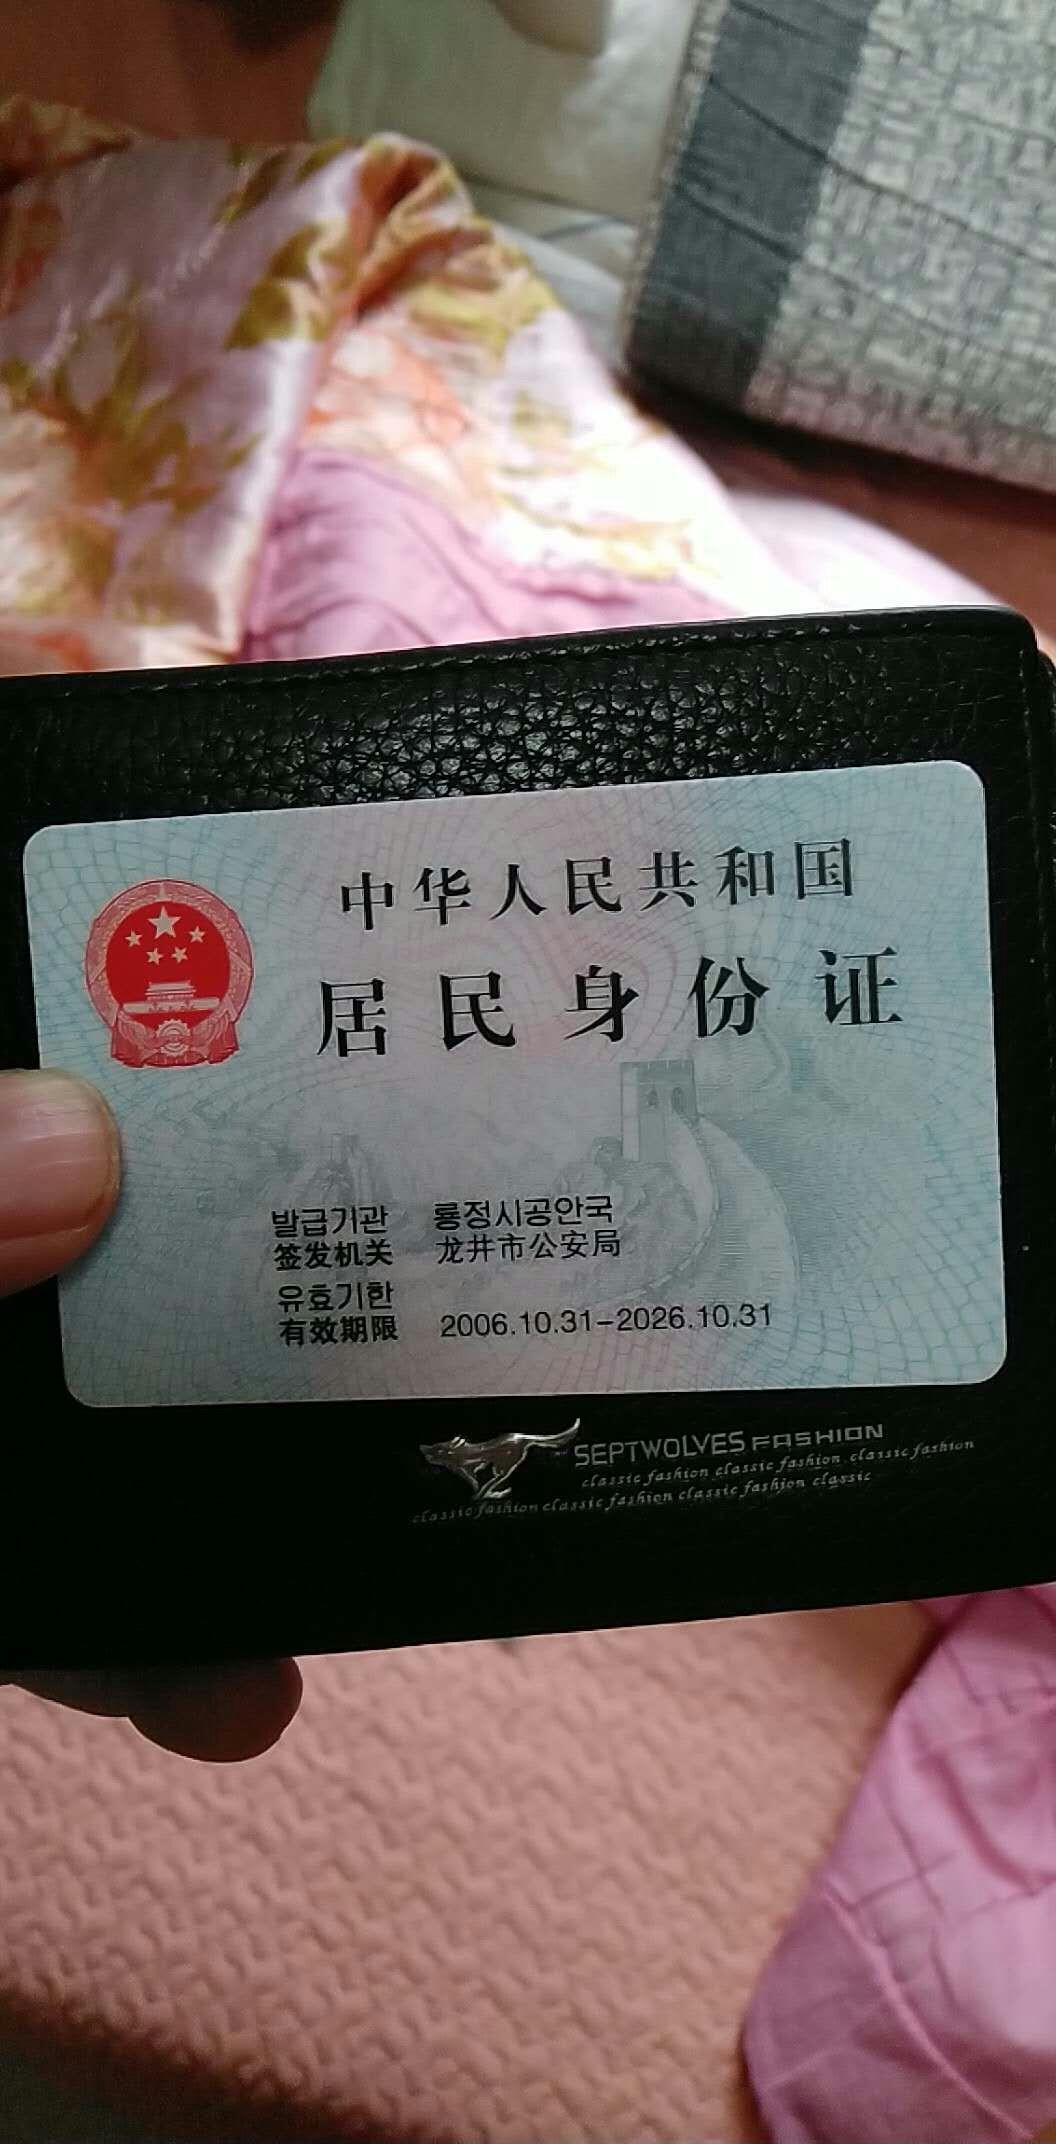 中华人民共和国
居民身份证
발급기관 룡정시공안국
签发机关 龙井市公安局
유효기한
有效期限 2006.10.31-2026.10.31
SEPTWOLVES FASHION
classic fashion classic fashion classic fashion
classic fashion classic fashion classic fashion classic